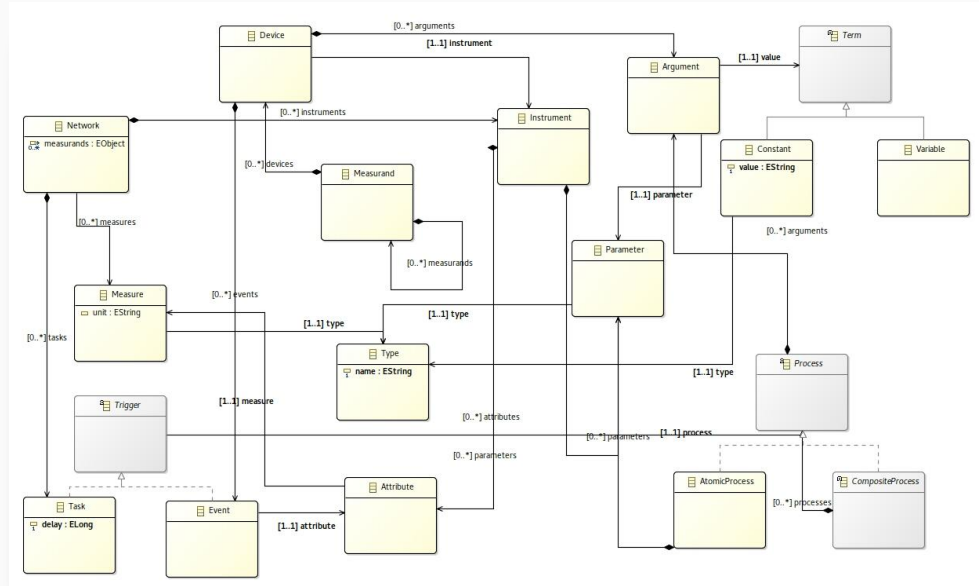 [0..*] arguments
Device
Term
[1..1] instrument
[1..1] value
Argument
[0..*] instruments
Instrument
Network
measurands : EObject
0..*
Constant
Variable
[0..*] devices
Measurand
value : EString
[1..1] parameter
[0..*] measures
[0..*] arguments
Parameter
[0..*] measurands
Measure
[0..*] events
unit : EString
[1..1] type
[1..1] type
[0..*] tasks
Type
Process
name : EString
[1..1] type
Trigger
[1..1] measure
[0..*] attributes
[0..*] parameters
[1..1] process
[0..*] parameters
Attribute
AtomicProcess
CompositeProcess
Task
Event
[0..*] processes
delay : ELong
[1..1] attribute